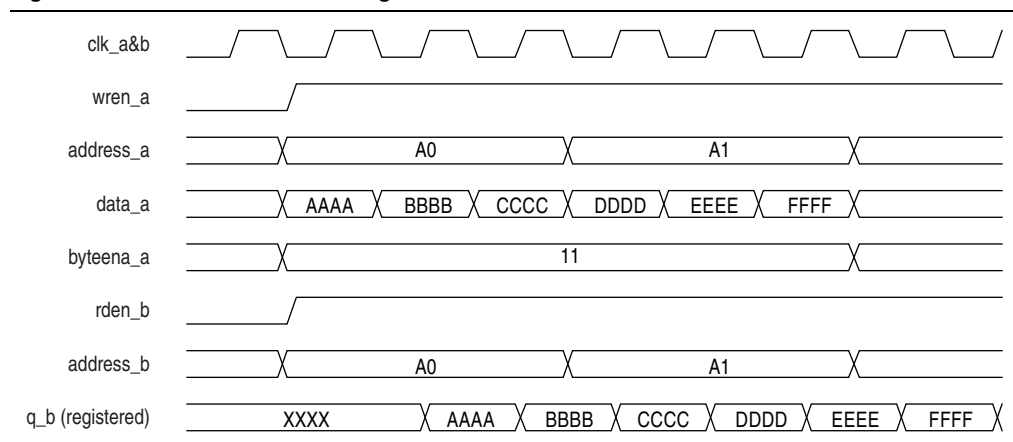 clk_a&b
wren_a
address_a A0 A1
data_a AAAA BBBB CCCC DDDD EEEE FFFF
byteena_a 11
rden_b
address_b A0 A1
q_b (registered) XXXX AAAA BBBB CCCC DDDD EEEE FFFF